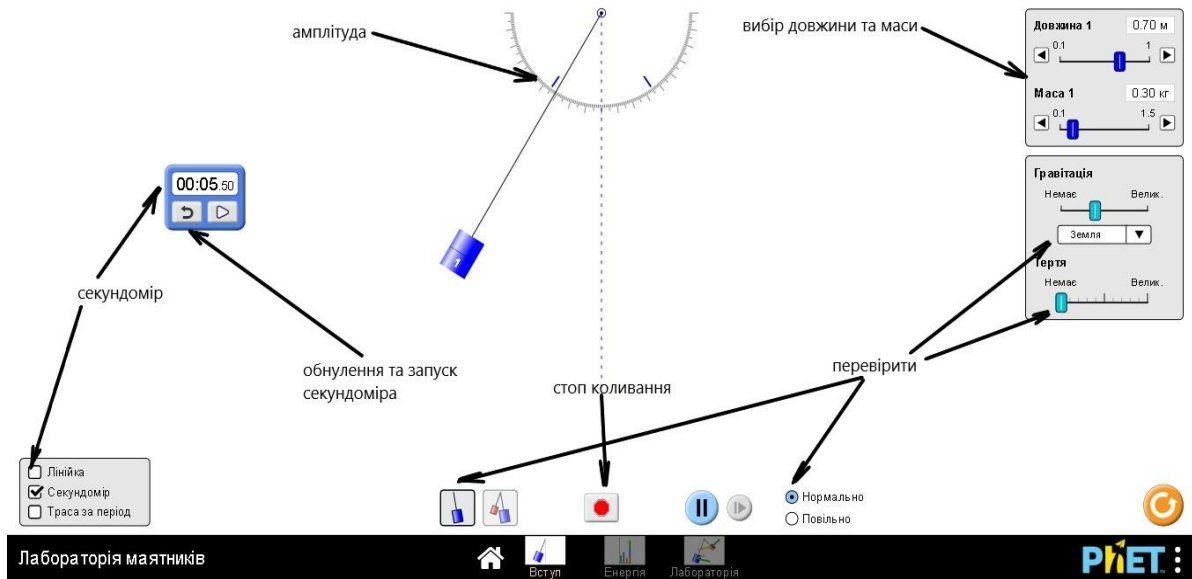 амплітуда
вибір довжини та маси
Довжина 1 0.70 м
0.1 1
Маса 1 0.30 кг
0.1 1.5
00:05.50
1
Гравітація
Немає Велик.
Земля
Тертя
Немає Велик.
секундомір
обнулення та запуск
секундоміра
стоп коливання
перевірити
Лінійка
Секундомір
Траса за період
Нормально
Повільно
Лабораторія маятників
Вступ
Енергія
Лабораторія
PhET